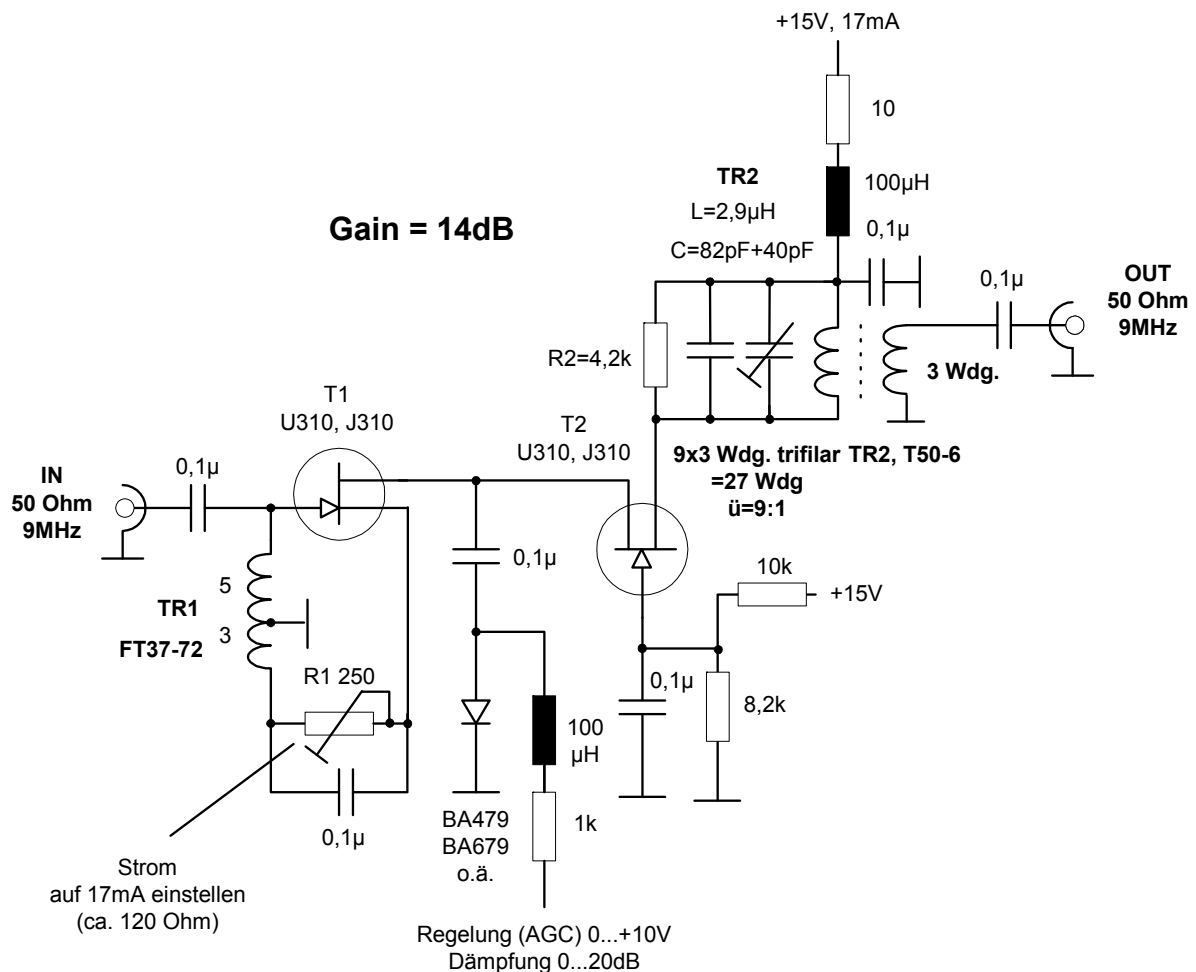 +15V, 17mA
10
TR2
100µH
L=2,9µH
Gain = 14dB
0,1µ
C=82pF+40pF
OUT
50 Ohm
9MHz
0,1µ
R2=4,2k
3 Wdg.
T1
U310, J310
T2
U310, J310
9x3 Wdg. trifilar TR2, T50-6
=27 Wdg
ü=9:1
IN
50 Ohm
9MHz
0,1µ
0,1µ
10k
+15V
5
TR1
3
FT37-72
R1 250
0,1µ
8,2k
100
µH
0,1µ
BA479
BA679
o.ä.
1k
Strom
auf 17mA einstellen
(ca. 120 Ohm)
Regelung (AGC) 0...+10V
Dämpfung 0...20dB